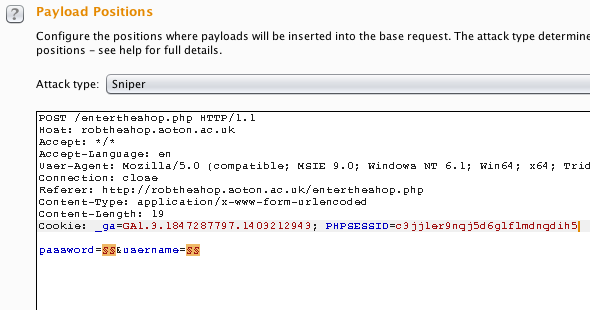 ?
Payload Positions
Configure the positions where payloads will be inserted into the base request. The attack type determine
positions - see help for full details.
Attack type: Sniper
POST /entertheshop.php HTTP/1.1
Host: robtheshop.soton.ac.uk
Accept: */*
Accept-Language: en
User-Agent: Mozilla/5.0 (compatible; MSIE 9.0; Windows NT 6.1; Win64; x64; Trid
Connection: close
Referer: http://robtheshop.soton.ac.uk/entertheshop.php
Content-Type: application/x-www-form-urlencoded
Content-Length: 19
Cookie: _ga=GA1.3.1847287797.1403212943; PHPSESSID=c3jjler9nqj5d6glflmdnqdih5
password=§§&username=§§